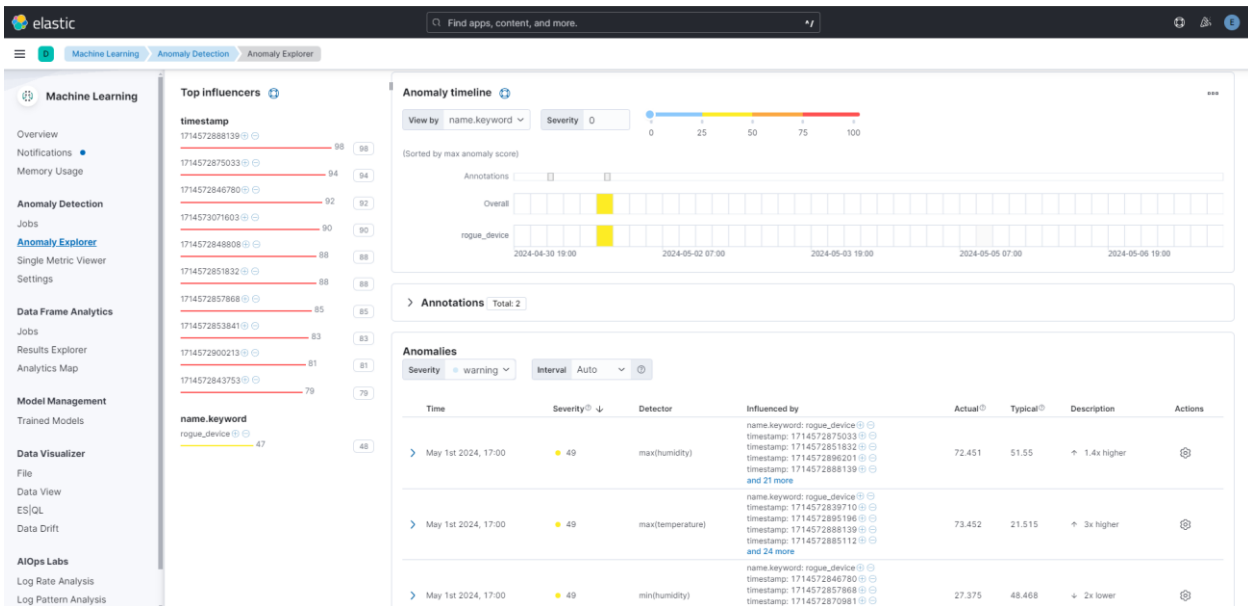 elastic
Find apps, content, and more.
^/
E
D
Machine Learning
Anomaly Detection
Anomaly Explorer
Machine Learning
Overview
Notifications
Memory Usage
Anomaly Detection
Jobs
Anomaly Explorer
Single Metric Viewer
Settings
Data Frame Analytics
Jobs
Results Explorer
Analytics Map
Model Management
Trained Models
Data Visualizer
File
Data View
ES|QL
Data Drift
AIOps Labs
Log Rate Analysis
Log Pattern Analysis
Top influencers
timestamp
1714572888139
98 98
1714572875033
94 94
1714572846780
92 92
1714573071603
90 90
1714572848808
88 88
1714572851832
88 88
1714572857868
85 85
1714572853841
83 83
1714572900213
81 81
1714572843753
79 79
name.keyword
rogue_device
47 48
Anomaly timeline
View by name.keyword Severity 0
0 25 50 75 100
(Sorted by max anomaly score)
Annotations
Overall
rogue_device
2024-04-30 19:00 2024-05-02 07:00 2024-05-03 19:00 2024-05-05 07:00 2024-05-06 19:00
Annotations Total: 2
Anomalies
Severity warning Interval Auto
Time Severity Detector Influenced by Actual Typical Description Actions
name.keyword: rogue_device
timestamp: 1714572875033
timestamp: 1714572851832
May 1st 2024, 17:00 49 max(humidity) timestamp: 1714572896201 72.451 51.55 ↑ 1.4x higher
timestamp: 1714572888139
and 21 more
name.keyword: rogue_device
timestamp: 1714572839710
timestamp: 1714572895196
May 1st 2024, 17:00 49 max(temperature) timestamp: 1714572888139 73.452 21.515 ↑ 3x higher
timestamp: 1714572885112
and 24 more
name.keyword: rogue_device
timestamp: 1714572846780
timestamp: 1714572857868
May 1st 2024, 17:00 49 min(humidity) timestamp: 1714572870981 27.375 48.468 ↓ 2x lower